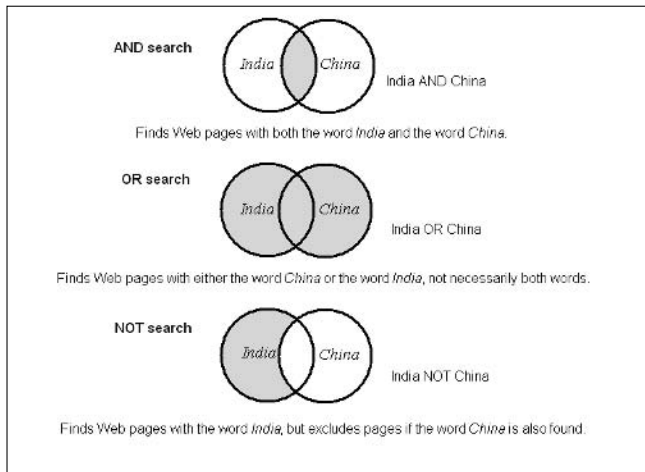 AND search
India China
India AND China
Finds Web pages with both the word India and the word China.
OR search
India China
India OR China
Finds Web pages with either the word China or the word India, not necessarily both words.
NOT search
India China
India NOT China
Finds Web pages with the word India, but excludes pages if the word China is also found.